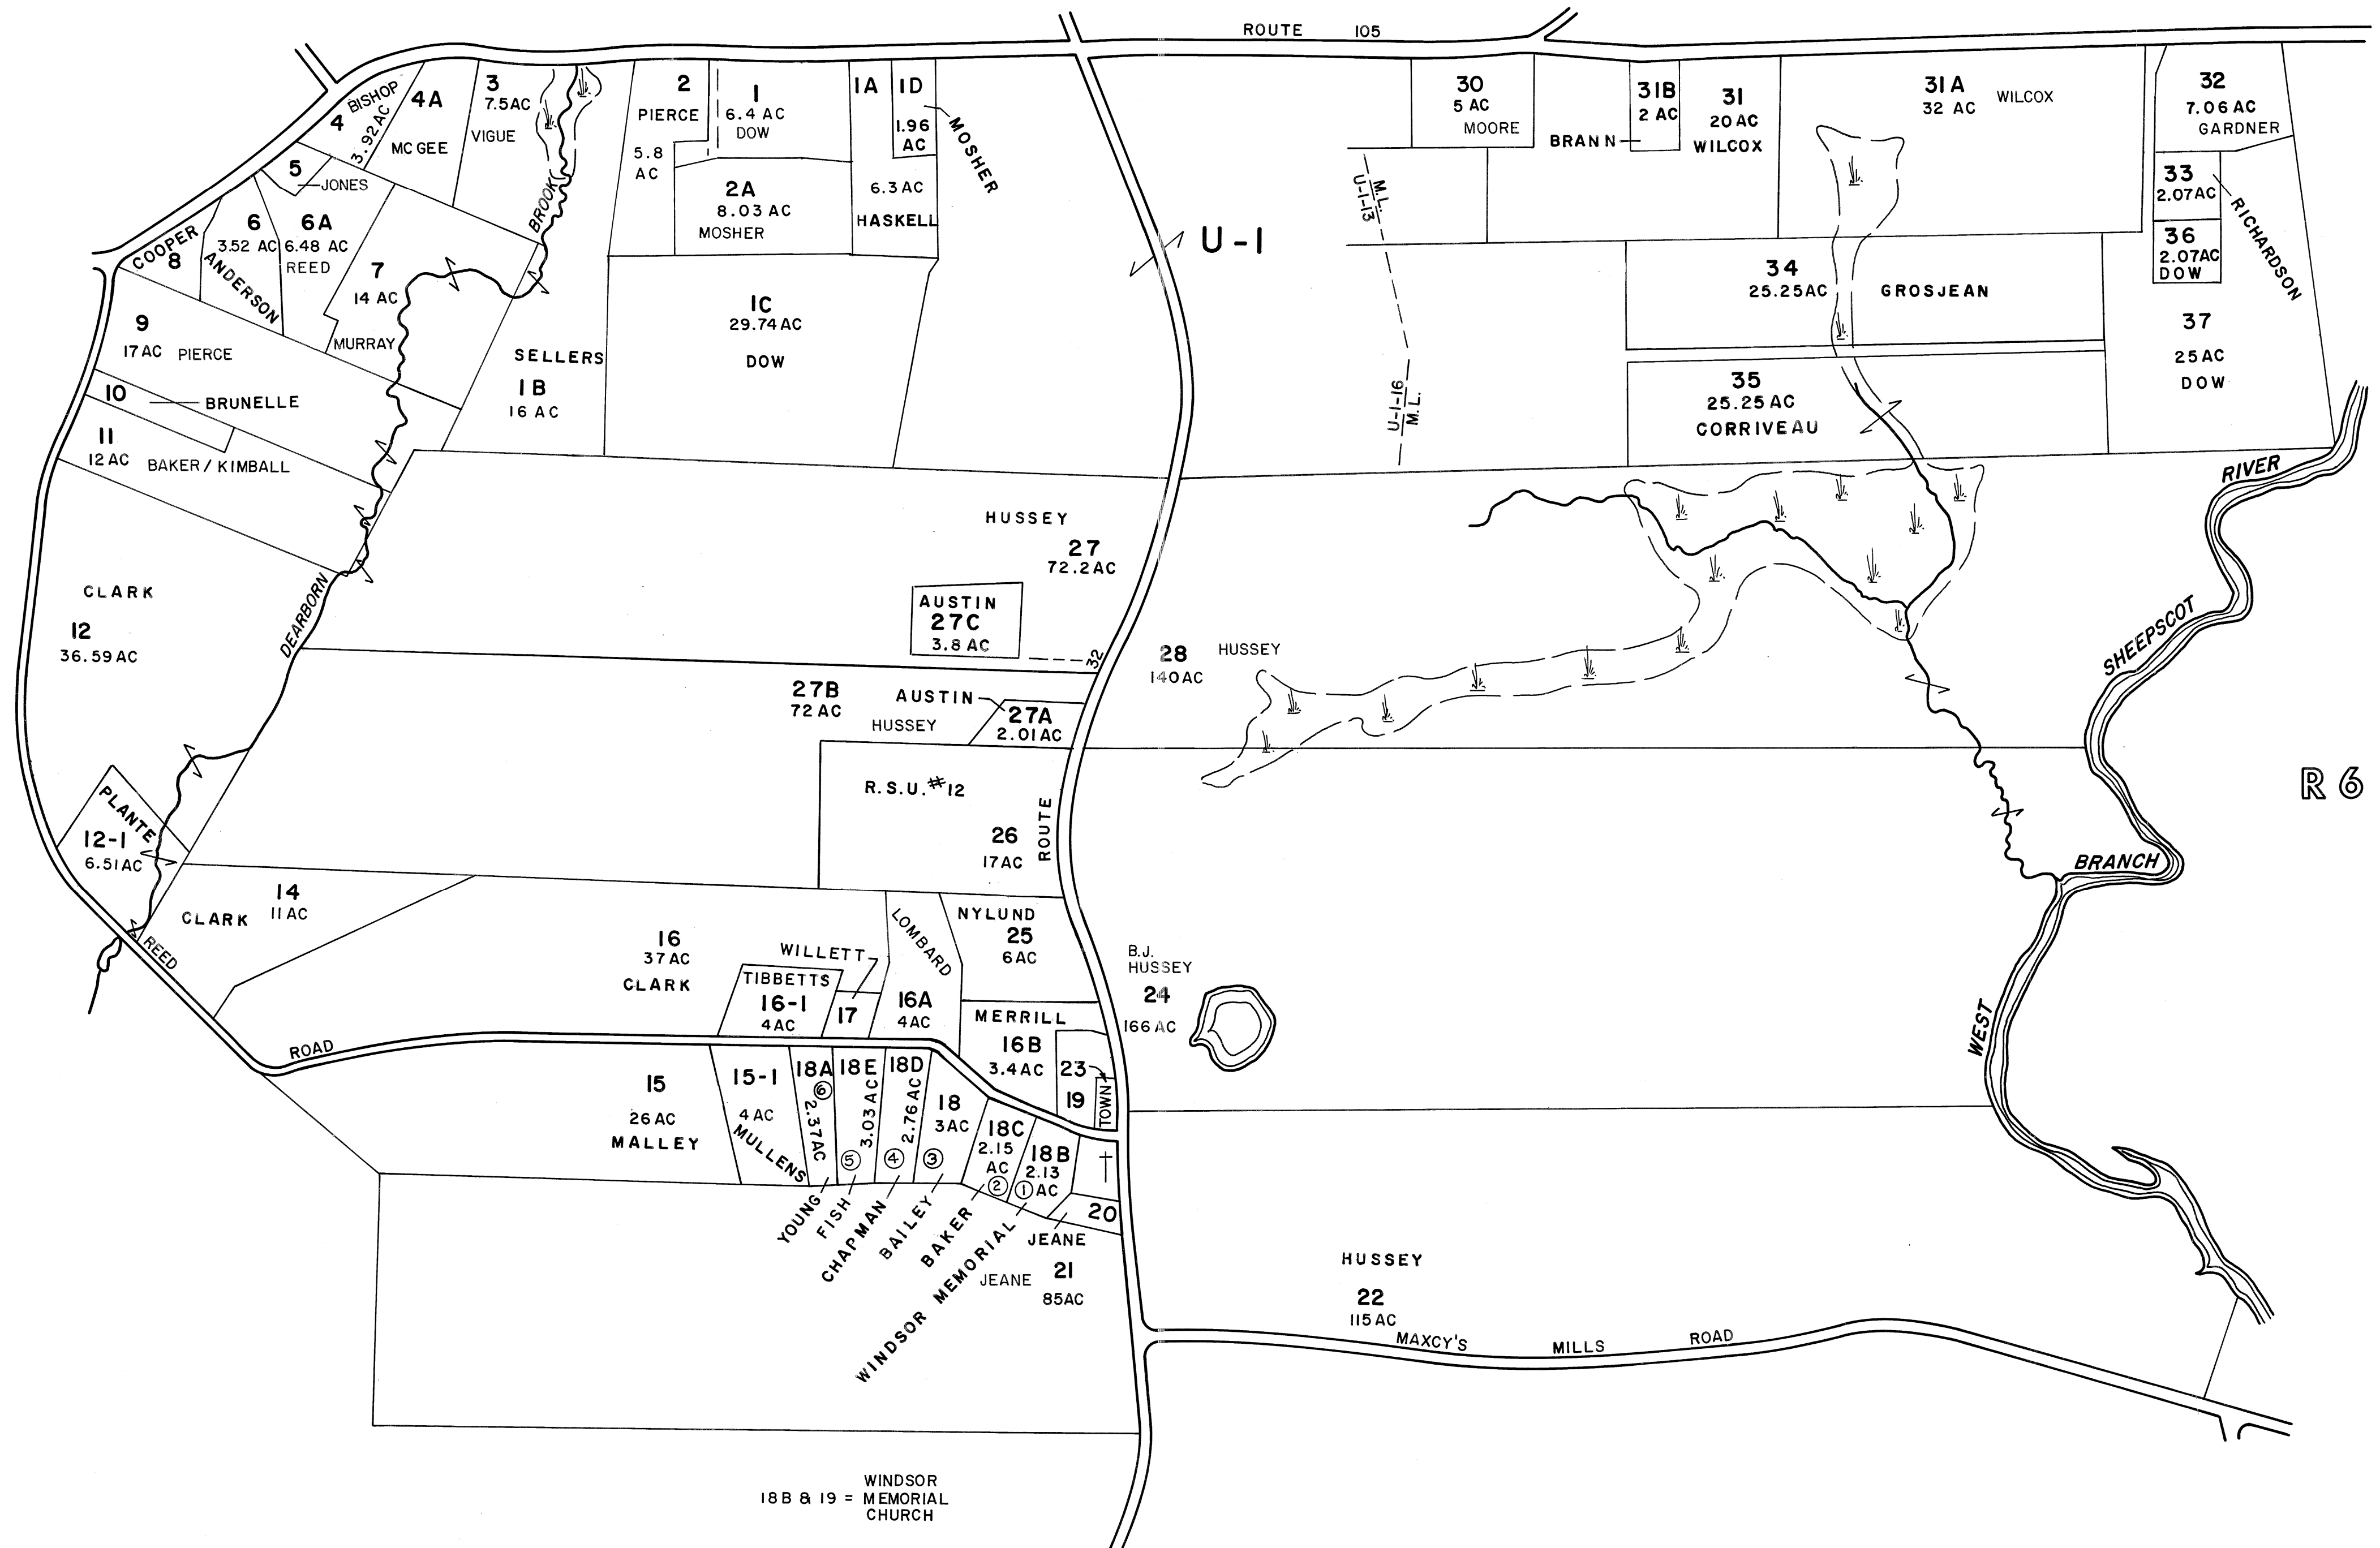 ROUTE 105
BISHOP
4
3.92 AC
4A
MCGEE
3
7.5 AC
VIGUE
BROOK
2
PIERCE
5.8
AC
1
6.4 AC
DOW
1A
6.3 AC
HASKELL
1D
1.96
AC
MOSHER
2A
8.03 AC
MOSHER
30
5 AC
MOORE
31B
2 AC
BRANN
31
20 AC
WILCOX
31A
32 AC
WILCOX
32
7.06 AC
GARDNER
33
2.07AC
RICHARDSON
36
2.07AC
DOW
37
25 AC
DOW
5
JONES
6
3.52 AC
ANDERSON
6A
6.48 AC
REED
COOPER
8
7
14 AC
MURRAY
U-1
M.L.
U-1-13
34
25.25AC
GROSJEAN
9
17 AC PIERCE
SELLERS
1B
16 AC
1C
29.74 AC
DOW
U-1-16
M.L.
35
25.25 AC
CORRIVEAU
10
BRUNELLE
11
12 AC
BAKER / KIMBALL
HUSSEY
27
72.2 AC
AUSTIN
27C
3.8 AC
32
CLARK
12
36.59 AC
DEARBORN
28
HUSSEY
140 AC
SHEEPSCOT
RIVER
27B
72 AC
HUSSEY
AUSTIN
27A
2.01 AC
R.S.U. #12
26
17 AC
ROUTE
R 6
PLANTE
12-1
6.51 AC
BRANCH
14
CLARK
11 AC
REED
16
37 AC
CLARK
WILLETT
TIBBETTS
16-1
4 AC
17
LOMBARD
16A
4 AC
NYLUND
25
6 AC
B.J.
HUSSEY
24
166 AC
MERRILL
16B
3.4 AC
23
19
TOWN
WEST
ROAD
15
26 AC
MALLEY
15-1
4 AC
MULLENS
18A
6
2.37 AC
18E
3.03 AC
5
18D
2.76 AC
4
18
3 AC
3
18C
2.15
AC
2
18B
2.13
1 AC
20
JEANE
YOUNG
FISH
CHAPMAN
BAILEY
BAKER
WINDSOR MEMORIAL
JEANE
21
85 AC
HUSSEY
22
115 AC
MAXCY'S MILLS ROAD
18B & 19 = WINDSOR
MEMORIAL
CHURCH